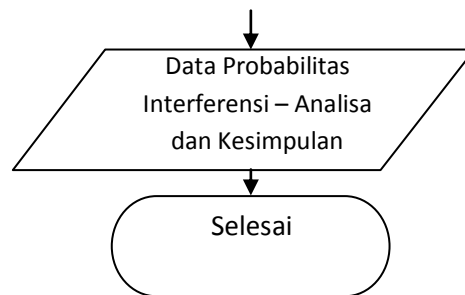 Data Probabilitas
Interferensi – Analisa
dan Kesimpulan
Selesai